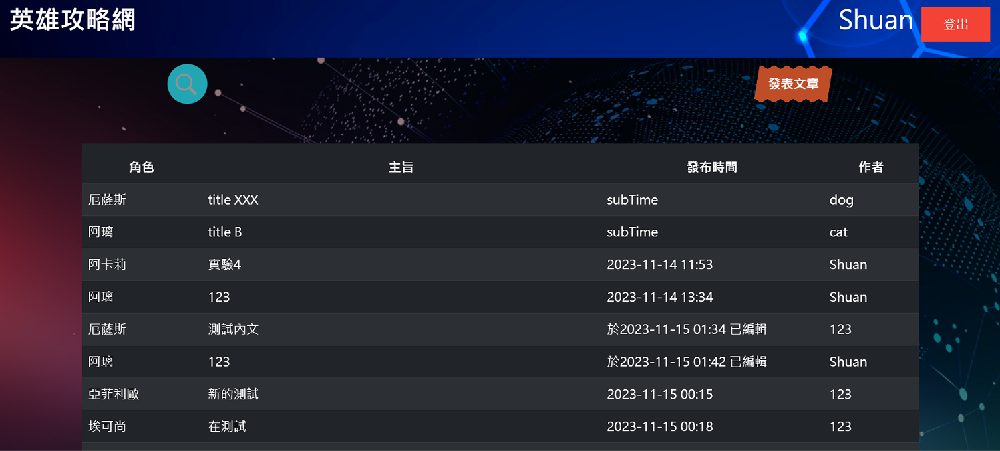 英雄攻略網 Shuan 登出
發表文章
角色 主旨 發布時間 作者
厄薩斯 title XXX subTime dog
阿璃 title B subTime cat
阿卡莉 實驗4 2023-11-14 11:53 Shuan
阿璃 123 2023-11-14 13:34 Shuan
厄薩斯 測試內文 於2023-11-15 01:34 已編輯 123
阿璃 123 於2023-11-15 01:42 已編輯 Shuan
亞菲利歐 新的測試 2023-11-15 00:15 123
埃可尚 在測試 2023-11-15 00:18 123